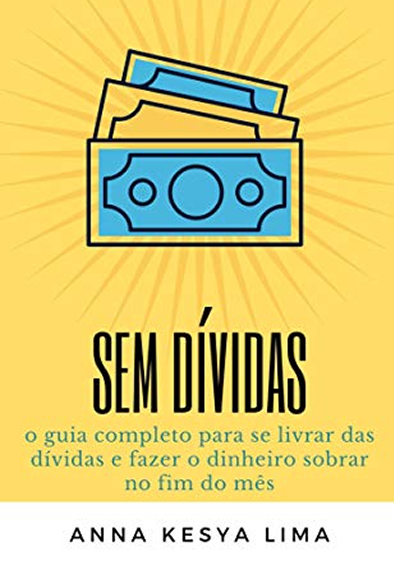 SEM DÍVIDAS
o guia completo para se livrar das
dívidas e fazer o dinheiro sobrar
no fim do mês
ANNA KESYA LIMA